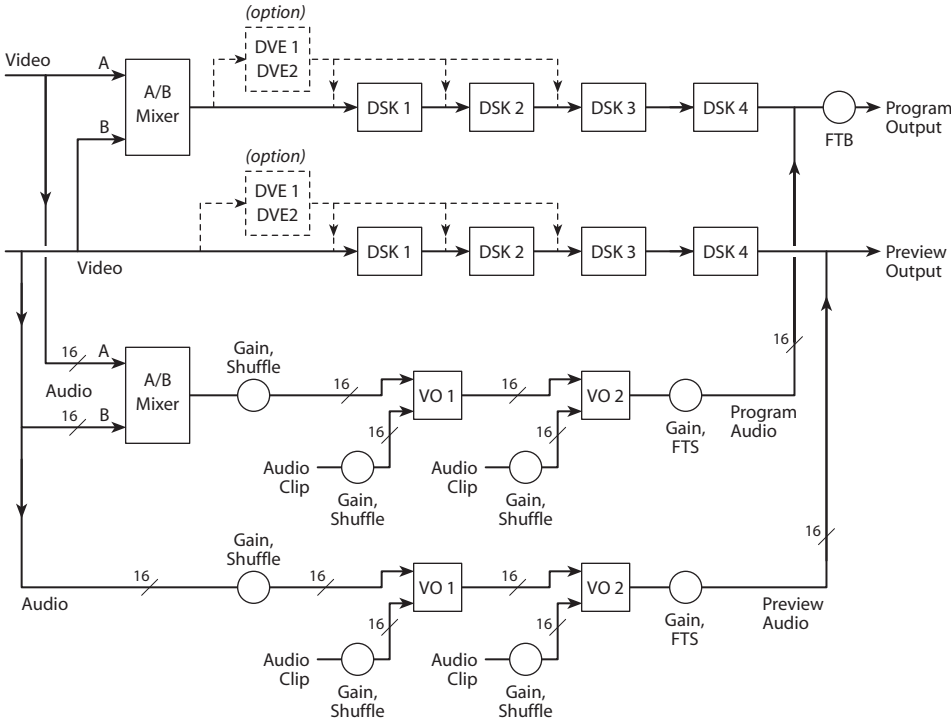 (option)
Video
A
DVE 1
DVE2
A/B
Mixer
DSK 1
DSK 2
DSK 3
DSK 4
Program
Output
B
FTB
(option)
DVE 1
DVE2
Video
DSK 1
DSK 2
DSK 3
DSK 4
Preview
Output
16
A
Audio
A/B
Mixer
16
B
Gain,
Shuffle
16
VO 1
16
VO 2
16
Program
Audio
Gain,
FTS
16
Audio
Clip
Gain,
Shuffle
16
Audio
Clip
Gain,
Shuffle
Gain,
Shuffle
16
Audio
16
VO 1
16
VO 2
16
Preview
Audio
Gain,
FTS
16
Audio
Clip
Gain,
Shuffle
16
Audio
Clip
Gain,
Shuffle